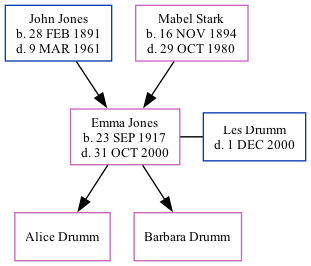 John Jones
b. 28 FEB 1891
d. 9 MAR 1961
Mabel Stark
b. 16 NOV 1894
d. 29 OCT 1980
Emma Jones
b. 23 SEP 1917
d. 31 OCT 2000
Les Drumm
d. 1 DEC 2000
Alice Drumm
Barbara Drumm